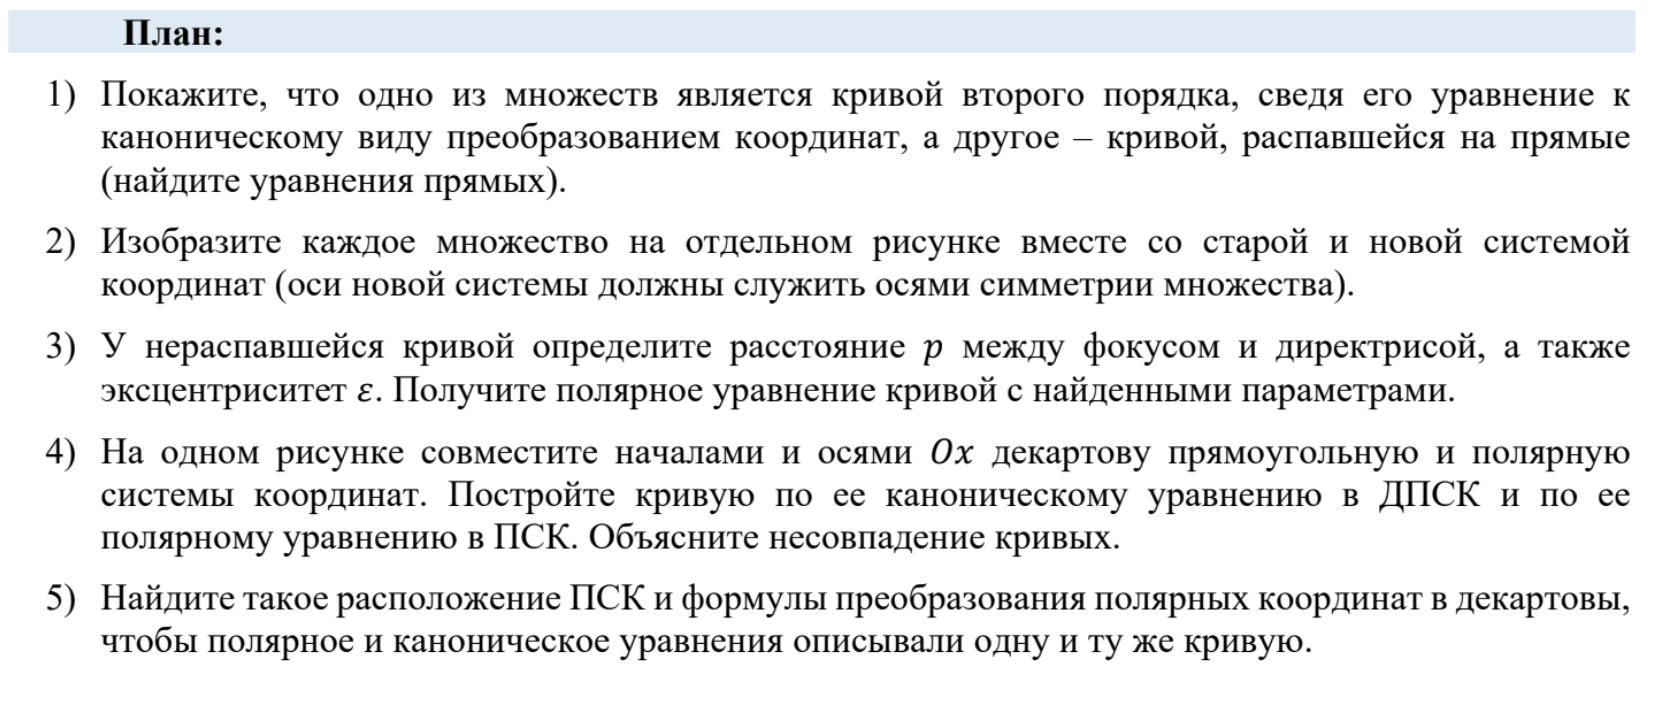 План:
1) Покажите, что одно из множеств является кривой второго порядка, сведя его уравнение к
каноническому виду преобразованием координат, а другое – кривой, распавшейся на прямые
(найдите уравнения прямых).
2) Изобразите каждое множество на отдельном рисунке вместе со старой и новой системой
координат (оси новой системы должны служить осями симметрии множества).
3) У нераспавшейся кривой определите расстояние p между фокусом и директрисой, а также
эксцентриситет ε. Получите полярное уравнение кривой с найденными параметрами.
4) На одном рисунке совместите началами и осями Ox декартову прямоугольную и полярную
системы координат. Постройте кривую по ее каноническому уравнению в ДПСК и по ее
полярному уравнению в ПСК. Объясните несовпадение кривых.
5) Найдите такое расположение ПСК и формулы преобразования полярных координат в декартовы,
чтобы полярное и каноническое уравнения описывали одну и ту же кривую.